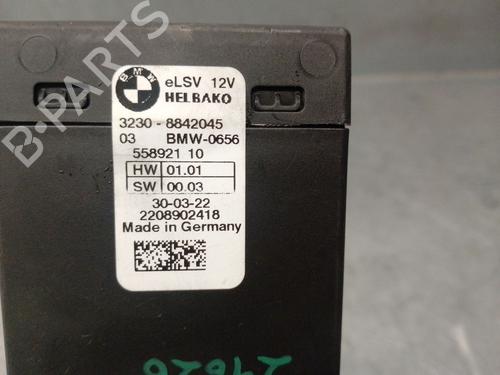 B-PARTS
BMW
eLSV 12V
HELBAKO
3230 - 8842045
03 BMW-0656
558921 10
HW 01.01
SW 00.03
30-03-22
2208902418
Made in Germany
B-PARTS